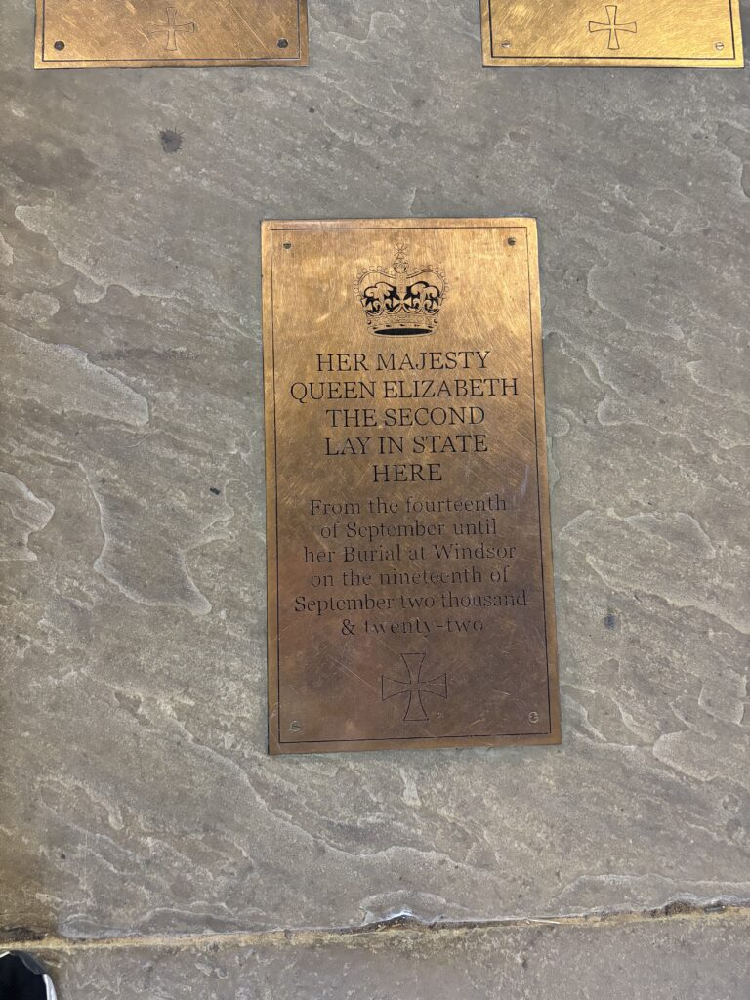 HER MAJESTY
QUEEN ELIZABETH
THE SECOND
LAY IN STATE
HERE
From the fourteenth
of September until
her Burial at Windsor
on the nineteenth of
September two thousand
& twenty-two